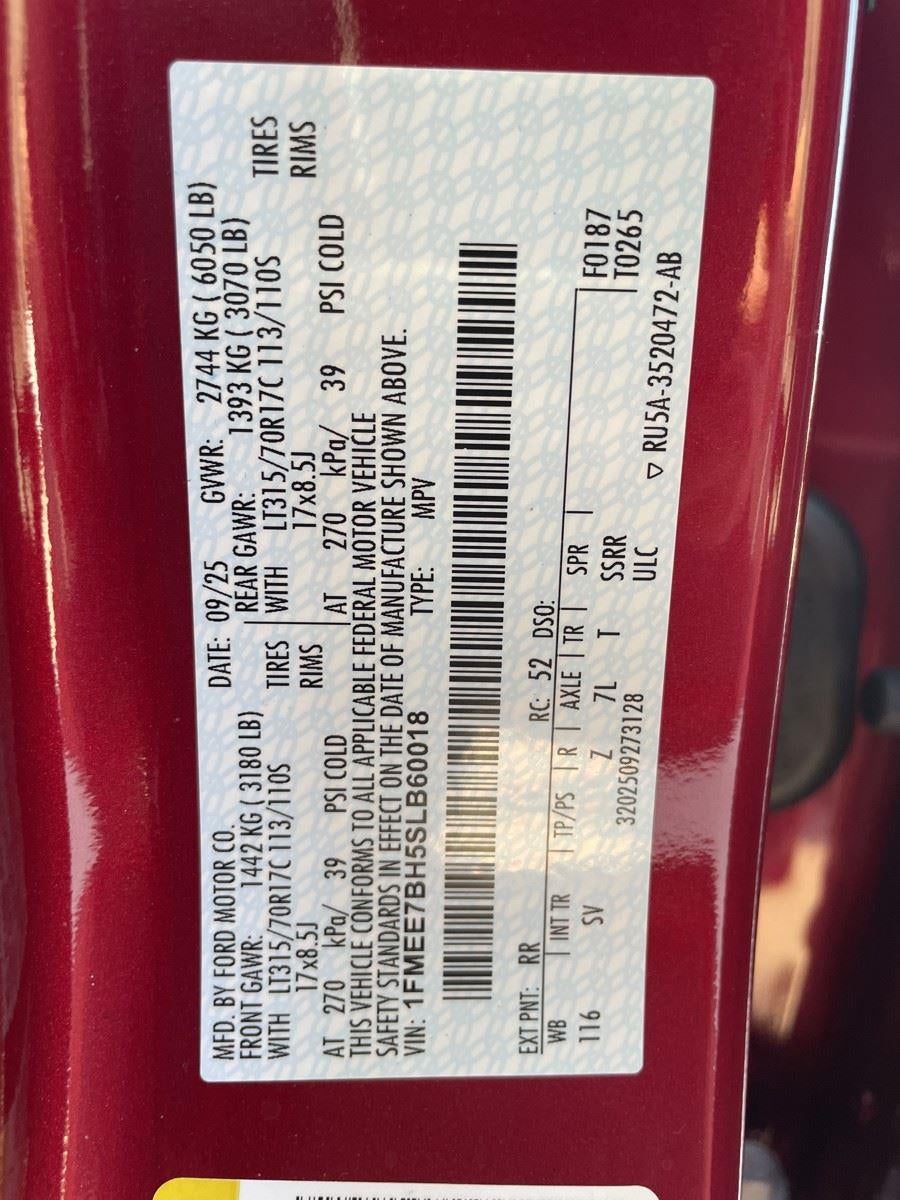 MFD. BY FORD MOTOR CO. DATE: 09/25 GVWR: 2744 KG ( 6050 LB)
FRONT GAWR: 1442 KG ( 3180 LB) REAR GAWR: 1393 KG ( 3070 LB)
WITH LT315/70R17C 113/110S TIRES WITH LT315/70R17C 113/110S TIRES
17x8.5J RIMS 17x8.5J RIMS
AT 270 kPa/ 39 PSI COLD AT 270 kPa/ 39 PSI COLD
THIS VEHICLE CONFORMS TO ALL APPLICABLE FEDERAL MOTOR VEHICLE
SAFETY STANDARDS IN EFFECT ON THE DATE OF MANUFACTURE SHOWN ABOVE.
VIN: 1FMEE7BH5SLB60018 TYPE: MPV
EXT PNT: RR RC: 52 DSO:
WB | INT TR | TP/PS | R | AXLE | TR | SPR | F0187
116 SV Z 7L T SSRR T0265
3202509273128 ULC ▽ RU5A-3520472-AB